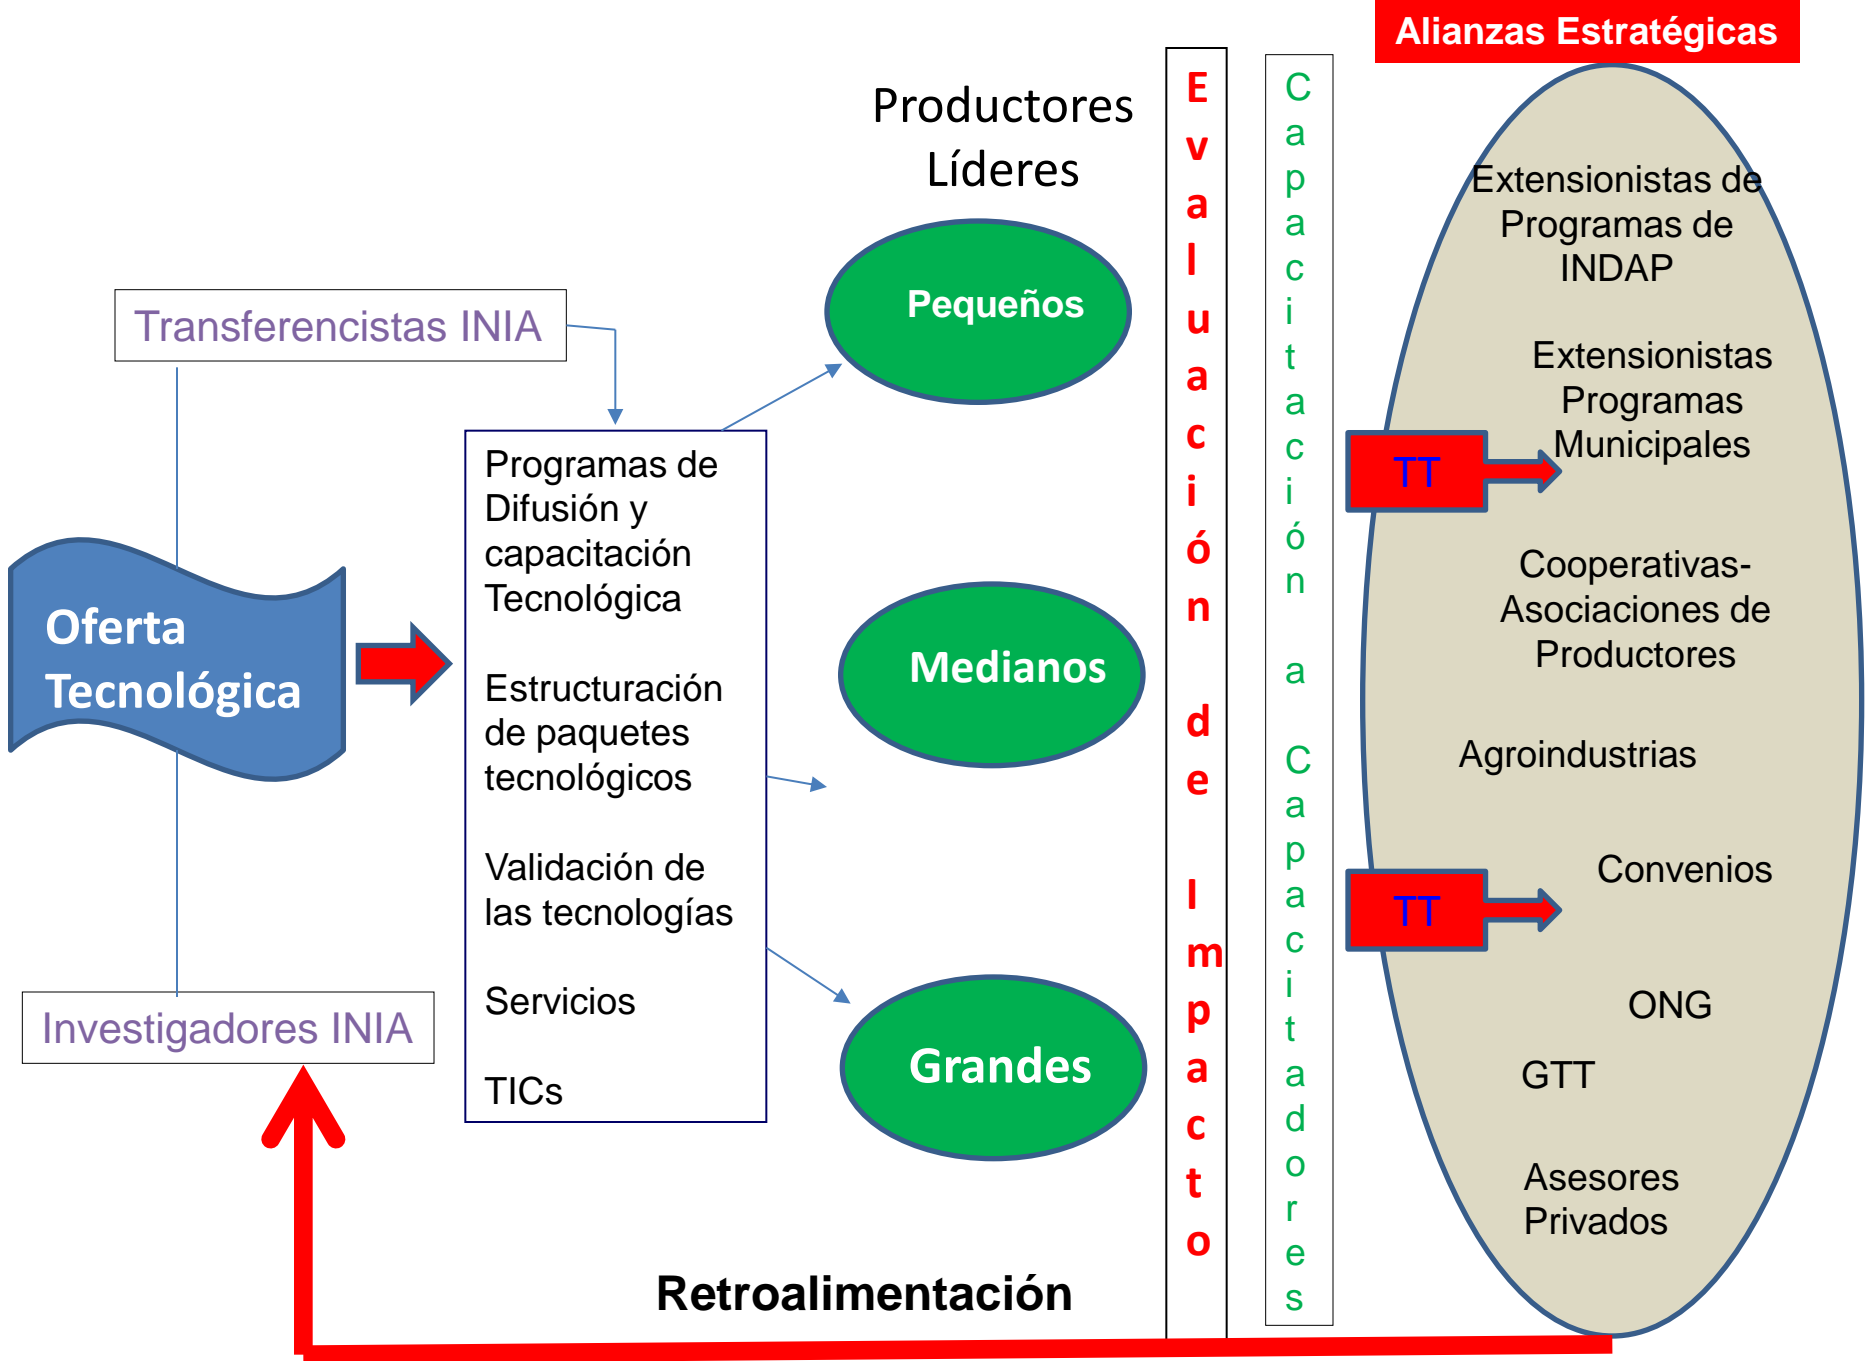 Alianzas Estratégicas
Productores
Líderes
Transferencistas INIA
Oferta
Tecnológica
Investigadores INIA
Programas de
Difusión y
capacitación
Tecnológica
Estructuración
de paquetes
tecnológicos
Validación de
las tecnologías
Servicios
TICs
Pequeños
Medianos
Grandes
Evaluación de Impacto
Capacitación a Capacitadores
TT
TT
Extensionistas de
Programas de
INDAP
Extensionistas
Programas
Municipales
Cooperativas-
Asociaciones de
Productores
Agroindustrias
Convenios
ONG
GTT
Asesores
Privados
Retroalimentación